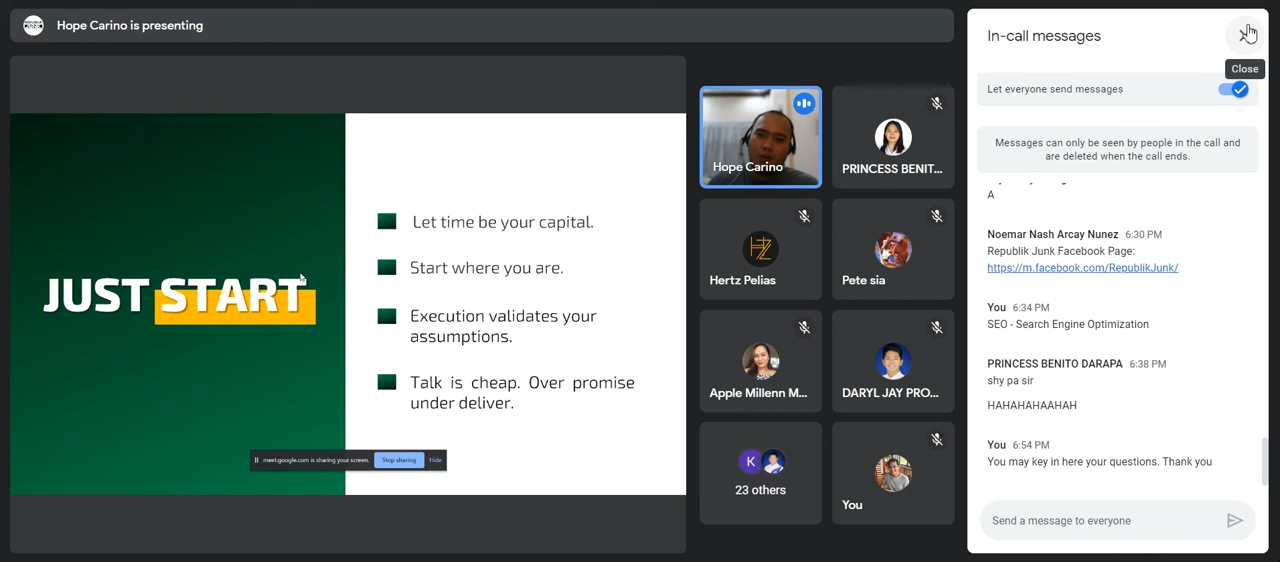 Hope Carino is presenting
JUST START
Let time be your capital.
Start where you are.
Execution validates your
assumptions.
Talk is cheap. Over promise
under deliver.
meet.google.com is sharing your screen.
Stop sharing
Hide
Hope Carino
PRINCESS BENIT...
Hertz Pelias
Pete sia
Apple Millenn M...
DARYL JAY PRO...
K
23 others
You
In-call messages
Close
Let everyone send messages
Messages can only be seen by people in the call and
are deleted when the call ends.
A
Noemar Nash Arcay Nunez 6:30 PM
Republik Junk Facebook Page:
https://m.facebook.com/RepublikJunk/
You 6:34 PM
SEO - Search Engine Optimization
PRINCESS BENITO DARAPA 6:38 PM
shy pa sir
HAHAHAHAAHAH
You 6:54 PM
You may key in here your questions. Thank you
Send a message to everyone